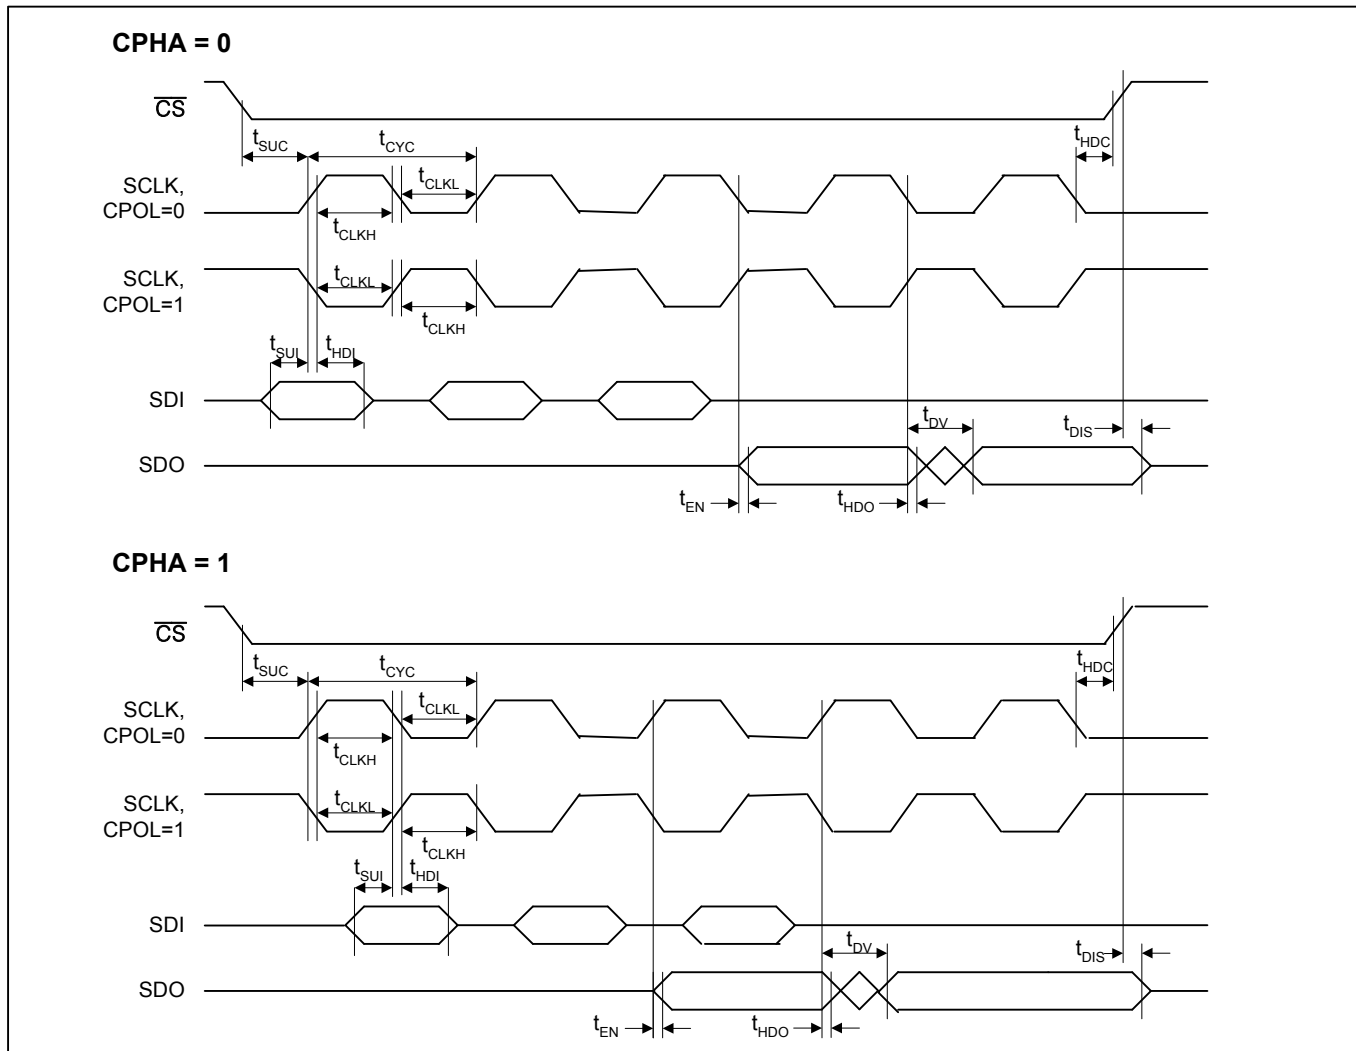 CPHA = 0
CS
tSUC
tCYC
tHDC
SCLK,
CPOL=0
tCLKL
tCLKH
SCLK,
CPOL=1
tCLKL
tCLKH
tSUI
tHDI
SDI
tDV
tDIS
SDO
tEN
tHDO
CPHA = 1
CS
tSUC
tCYC
tHDC
SCLK,
CPOL=0
tCLKL
tCLKH
SCLK,
CPOL=1
tCLKL
tCLKH
tSUI
tHDI
SDI
tDV
tDIS
SDO
tEN
tHDO